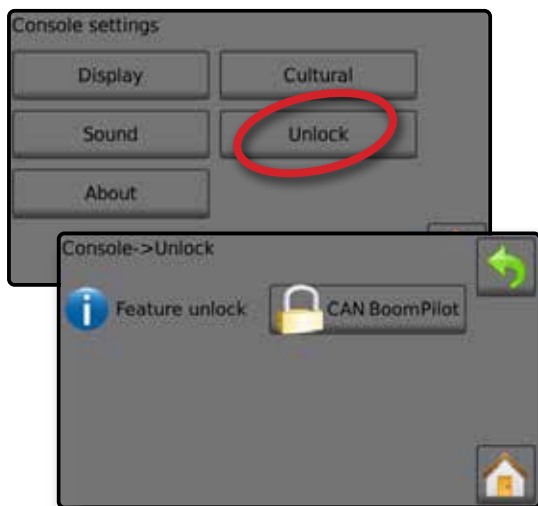 Console settings
Display Cultural
Sound Unlock
About
Console->Unlock
Feature unlock CAN BoomPilot